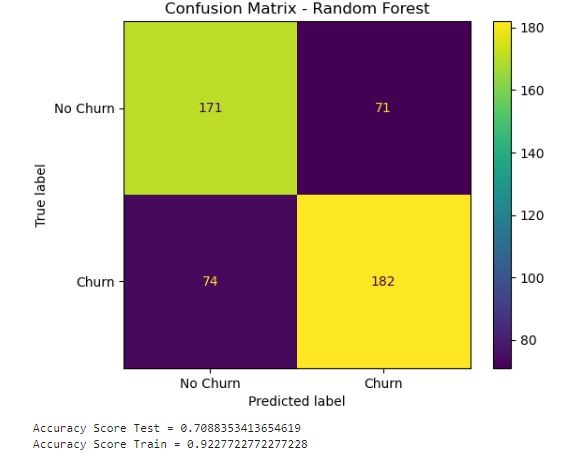 Confusion Matrix - Random Forest
180
160
140
120
100
80
No Churn
171
71
True label
Churn
74
182
No Churn
Churn
Predicted label
Accuracy Score Test = 0.7088353413654619
Accuracy Score Train = 0.9227722772277228